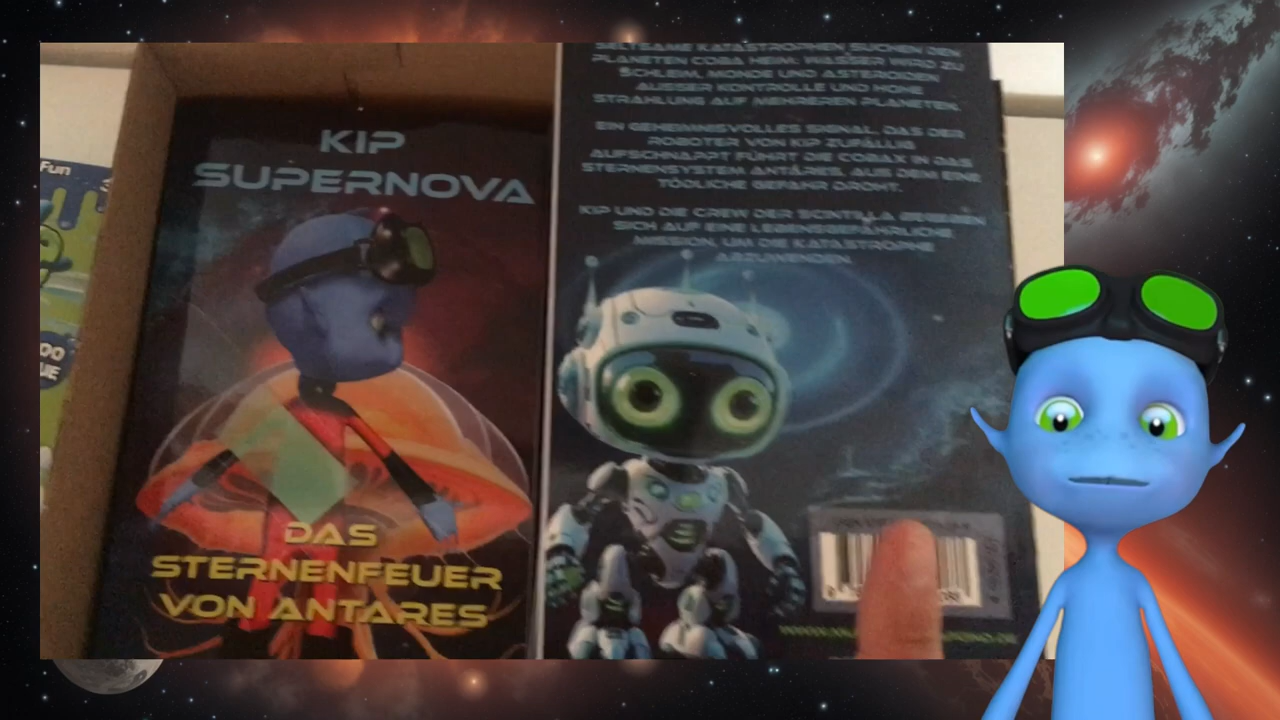 Fun
KIP
SUPERNOVA
DAS
STERNENFEUER
VON ANTARES
SELTSAME KATASTROPHEN SUCHEN DEN
PLANETEN COBA HEIM: WASSER WIRD ZU
SCHLEIM, MONDE UND ASTEROIDEN
AUSSER KONTROLLE UND HOHE
STRAHLUNG AUF MEHREREN PLANETEN.
EIN GEHEIMNISVOLLES SIGNAL, DAS DER
ROBOTER VON KIP ZUFÄLLIG
AUFSCHNAPPT FÜHRT DIE COBAX IN DAS
STERNENSYSTEM ANTARES, AUS DEM EINE
TÖDLICHE GEFAHR DROHT.
KIP UND DIE CREW DER SCINTILLA BEGEBEN
SICH AUF EINE LEBENSGEFÄHRLICHE
MISSION, UM DIE KATASTROPHE
ABZUWENDEN.